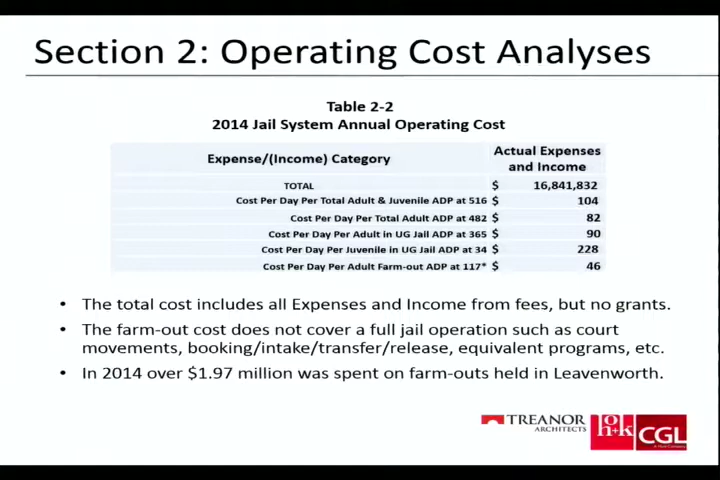 Section 2: Operating Cost Analyses
Table 2-2
2014 Jail System Annual Operating Cost
Expense/(Income) Category
Actual Expenses
and Income
TOTAL $ 16,841,832
Cost Per Day Per Total Adult & Juvenile ADP at 516 $ 104
Cost Per Day Per Total Adult ADP at 482 $ 82
Cost Per Day Per Adult in UG Jail ADP at 365 $ 90
Cost Per Day Per Juvenile in UG Jail ADP at 34 $ 228
Cost Per Day Per Adult Farm-out ADP at 117* $ 46
• The total cost includes all Expenses and Income from fees, but no grants.
• The farm-out cost does not cover a full jail operation such as court
movements, booking/intake/transfer/release, equivalent programs, etc.
• In 2014 over $1.97 million was spent on farm-outs held in Leavenworth.
TREANOR
ARCHITECTS
ho+k
CGL